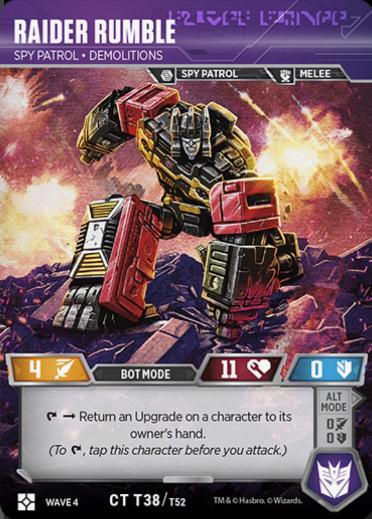 RAIDER RUMBLE
SPY PATROL • DEMOLITIONS
SPY PATROL
MELEE
4
BOT MODE
11
0
→ Return an Upgrade on a character to its
owner's hand.
(To , tap this character before you attack.)
ALT
MODE
0
0
WAVE 4
CT T38/T52
TM & © Hasbro. © Wizards.